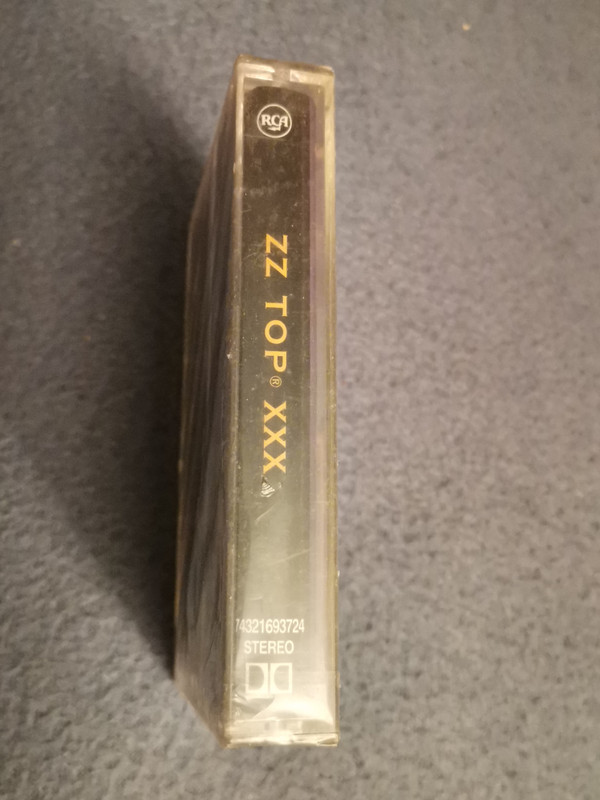 RCA
ZZ TOP® XXX
74321693724
STEREO